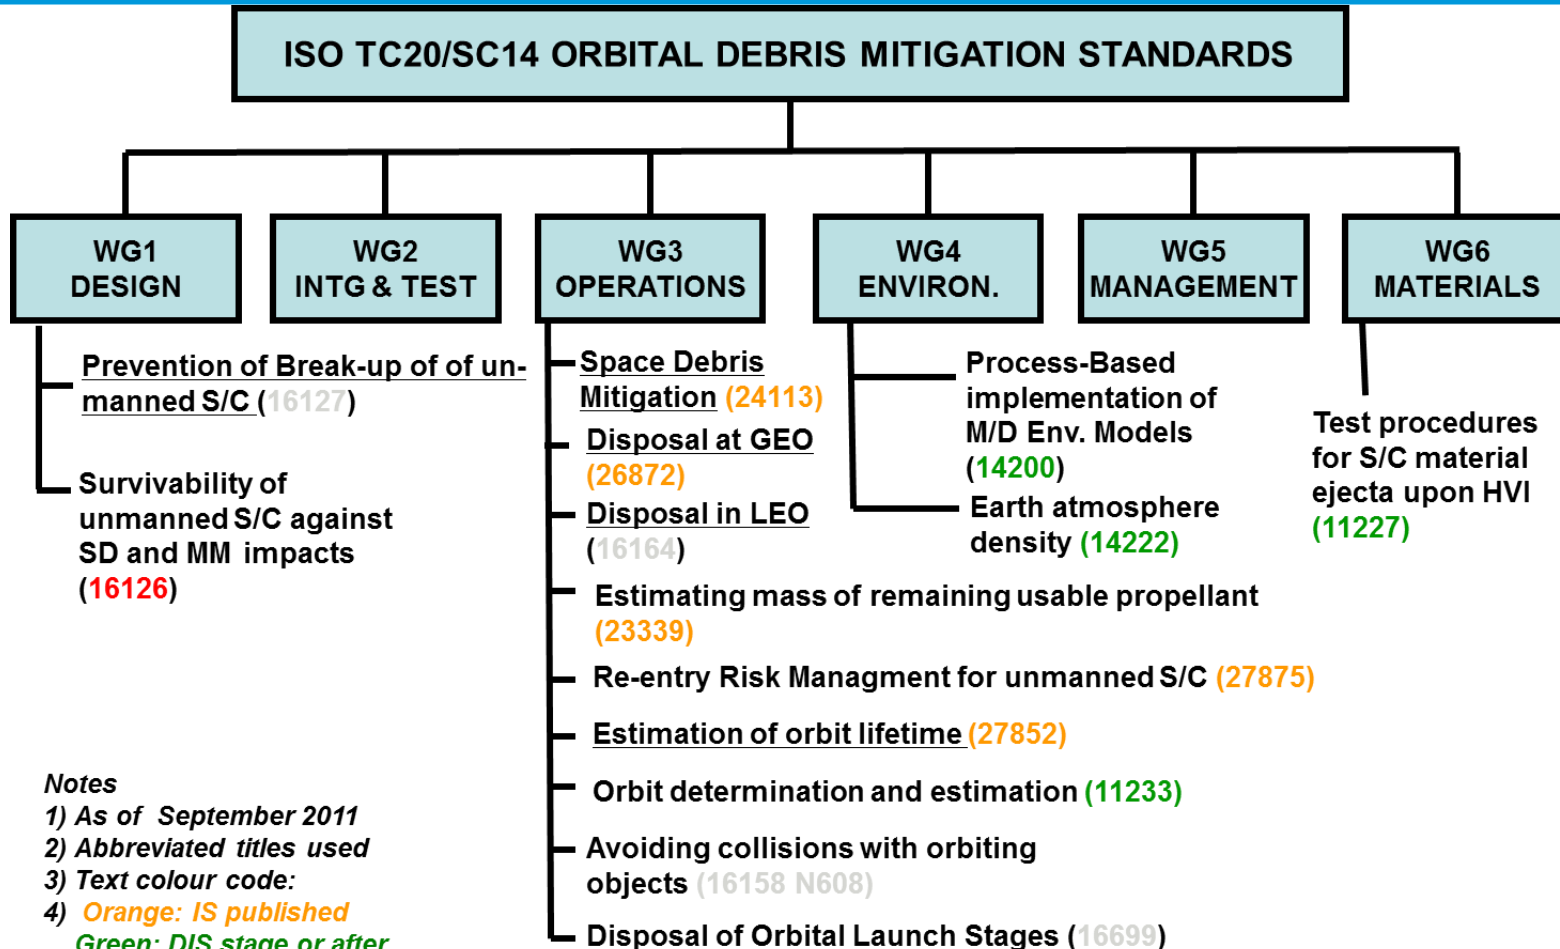 ISO TC20/SC14 ORBITAL DEBRIS MITIGATION STANDARDS
WG1
DESIGN
WG2
INTG & TEST
WG3
OPERATIONS
WG4
ENVIRON.
WG5
MANAGEMENT
WG6
MATERIALS
Prevention of Break-up of of un-
manned S/C (16127)
Survivability of
unmanned S/C against
SD and MM impacts
(16126)
Space Debris
Mitigation (24113)
Disposal at GEO
(26872)
Disposal in LEO
(16164)
Estimating mass of remaining usable propellant
(23339)
Re-entry Risk Managment for unmanned S/C (27875)
Estimation of orbit lifetime (27852)
Orbit determination and estimation (11233)
Avoiding collisions with orbiting
objects (16158 N608)
Disposal of Orbital Launch Stages (16699)
Process-Based
implementation of
M/D Env. Models
(14200)
Earth atmosphere
density (14222)
Test procedures
for S/C material
ejecta upon HVI
(11227)
Notes
1) As of September 2011
2) Abbreviated titles used
3) Text colour code:
4) Orange: IS published
Green: DIS stage or after